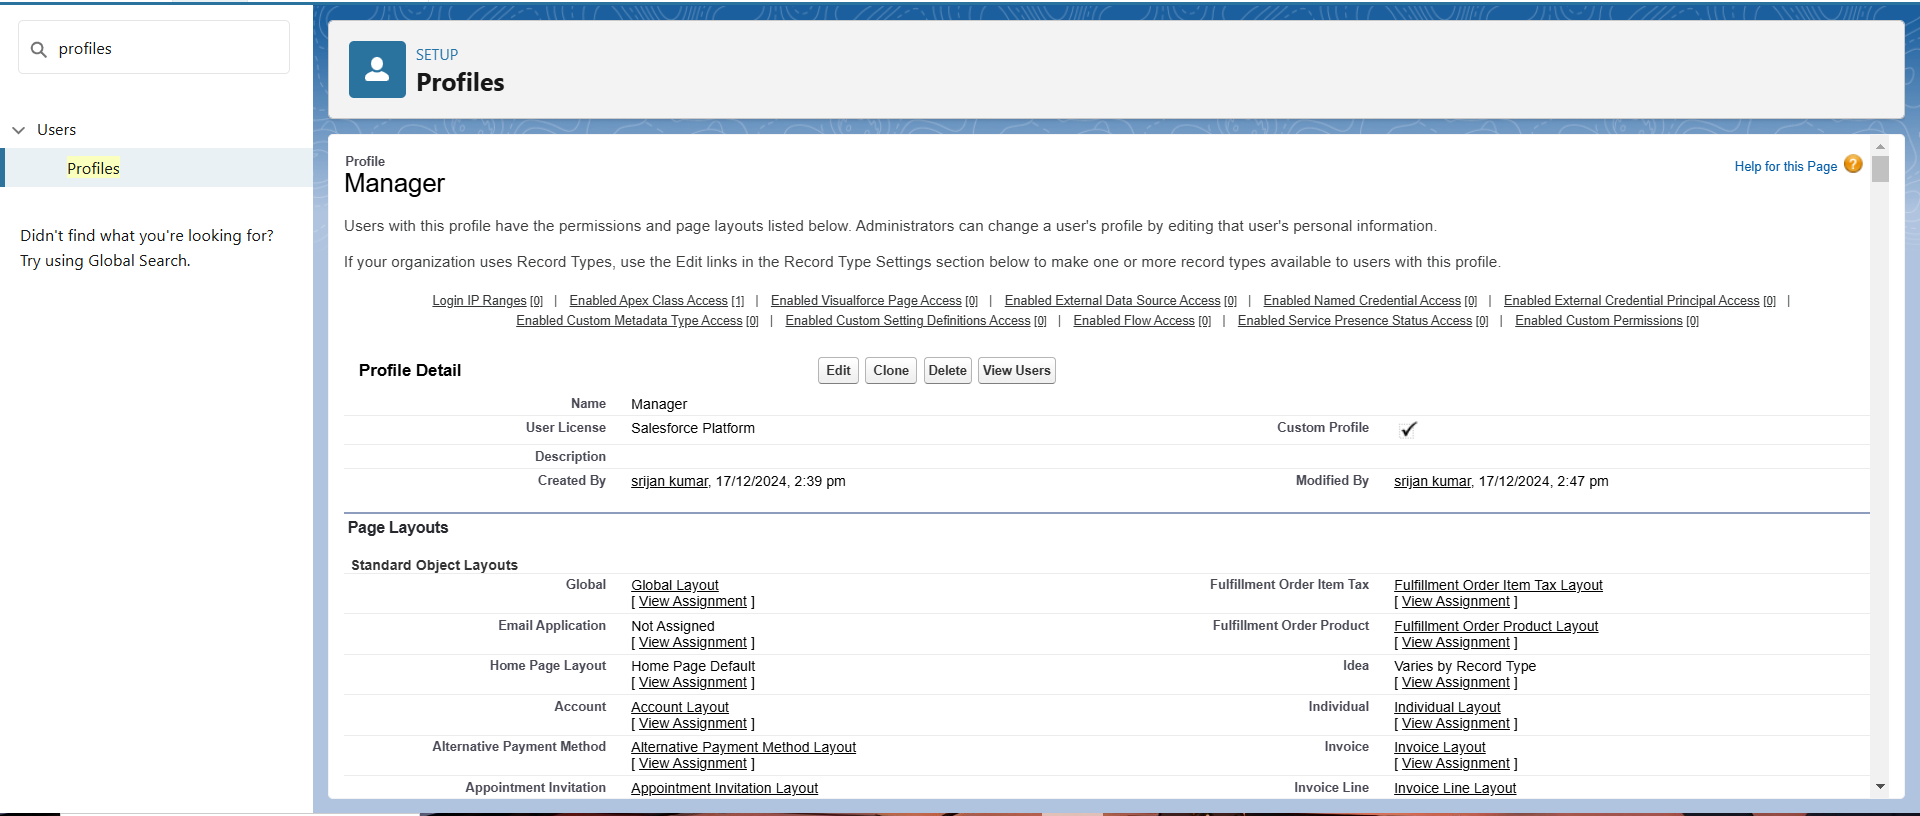 profiles
Users
Profiles
Didn't find what you're looking for?
Try using Global Search.
SETUP
Profiles
Profile
Manager
Help for this Page ?
Users with this profile have the permissions and page layouts listed below. Administrators can change a user's profile by editing that user's personal information.
If your organization uses Record Types, use the Edit links in the Record Type Settings section below to make one or more record types available to users with this profile.
Login IP Ranges [0] | Enabled Apex Class Access [1] | Enabled Visualforce Page Access [0] | Enabled External Data Source Access [0] | Enabled Named Credential Access [0] | Enabled External Credential Principal Access [0] |
Enabled Custom Metadata Type Access [0] | Enabled Custom Setting Definitions Access [0] | Enabled Flow Access [0] | Enabled Service Presence Status Access [0] | Enabled Custom Permissions [0]
Profile Detail Edit Clone Delete View Users
Name Manager
User License Salesforce Platform Custom Profile
Description
Created By srijan kumar, 17/12/2024, 2:39 pm Modified By srijan kumar, 17/12/2024, 2:47 pm
Page Layouts
Standard Object Layouts
Global Global Layout Fulfillment Order Item Tax Fulfillment Order Item Tax Layout
[ View Assignment ] [ View Assignment ]
Email Application Not Assigned Fulfillment Order Product Fulfillment Order Product Layout
[ View Assignment ] [ View Assignment ]
Home Page Layout Home Page Default Idea Varies by Record Type
[ View Assignment ] [ View Assignment ]
Account Account Layout Individual Individual Layout
[ View Assignment ] [ View Assignment ]
Alternative Payment Method Alternative Payment Method Layout Invoice Invoice Layout
[ View Assignment ] [ View Assignment ]
Appointment Invitation Appointment Invitation Layout Invoice Line Invoice Line Layout